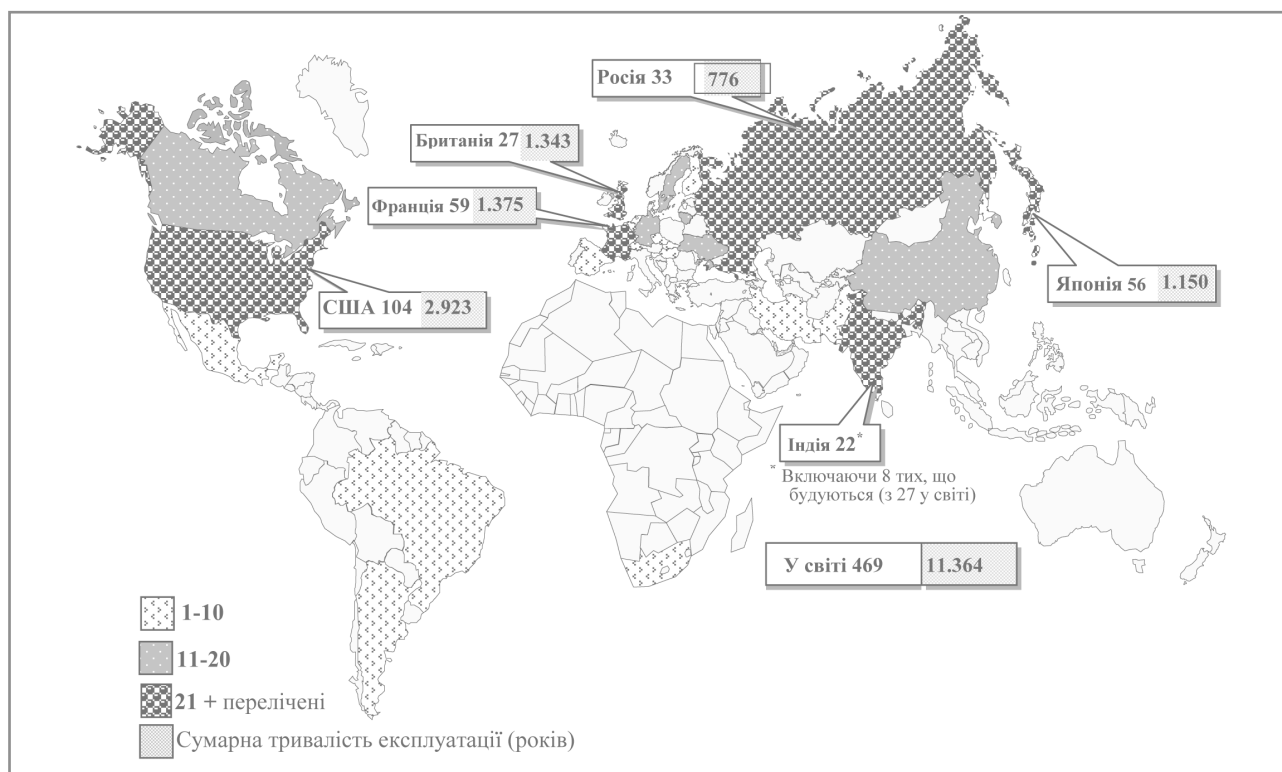 Росія 33 776
Британія 27 1.343
Франція 59 1.375
США 104 2.923
Японія 56 1.150
Індія 22*
* Включаючи 8 тих, що
будуються (з 27 у світі)
У світі 469 11.364
1-10
11-20
21 + перелічені
Сумарна тривалість експлуатації (років)